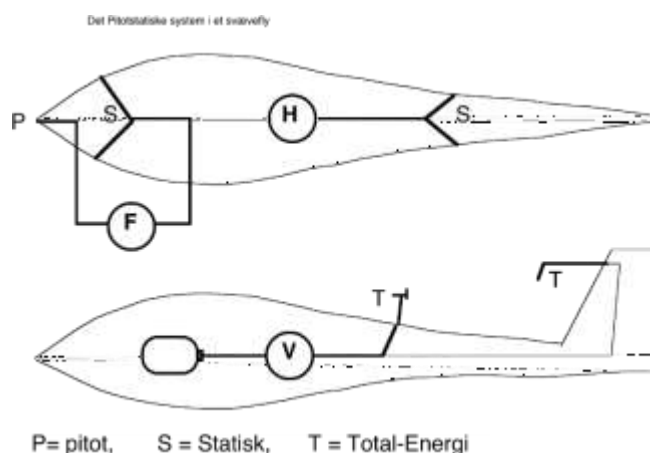 Det Pitotstatiske system i et svævefly
P S H S
F
T T
V
P= pitot, S = Statisk, T = Total-Energi